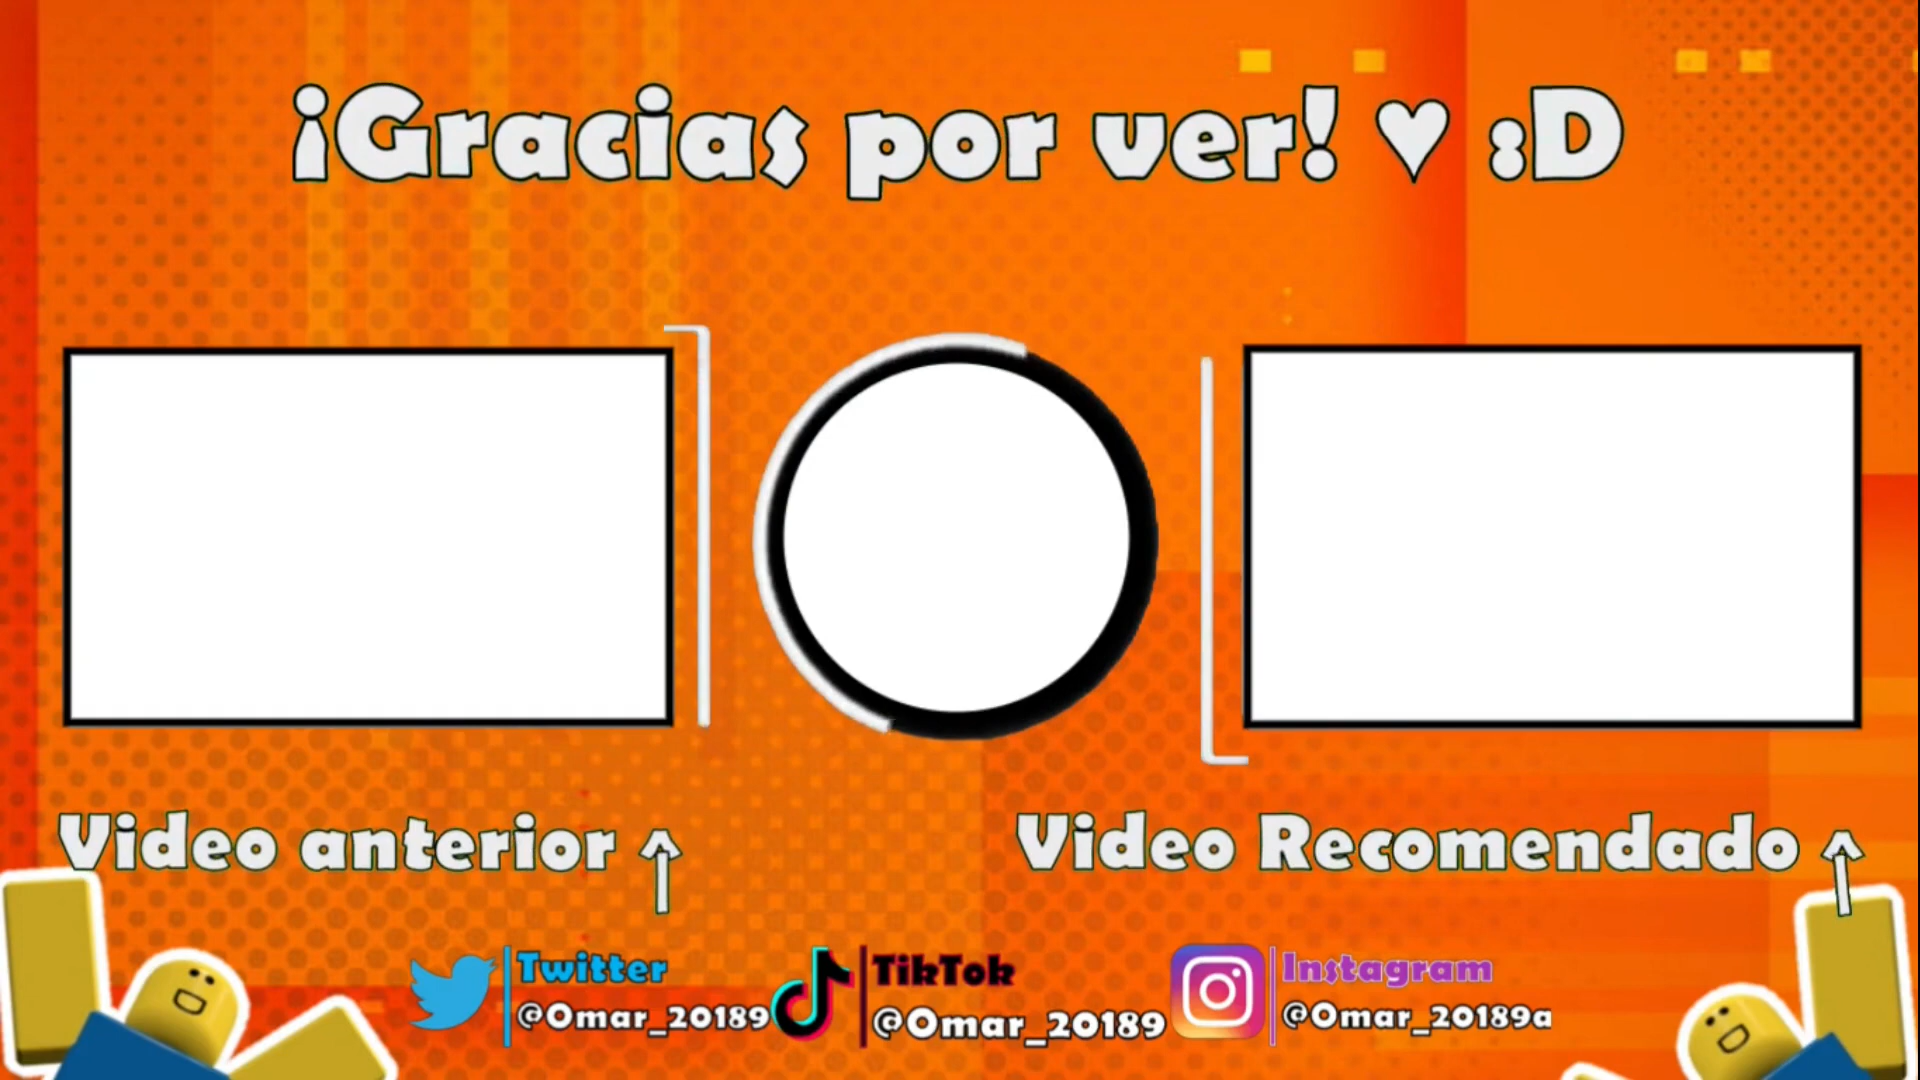 ¡Gracias por ver! ♥ :D
Video anterior ↑
Video Recomendado ↑
Twitter
@Omar_20189
TikTok
@Omar_20189
Instagram
@Omar_20189a